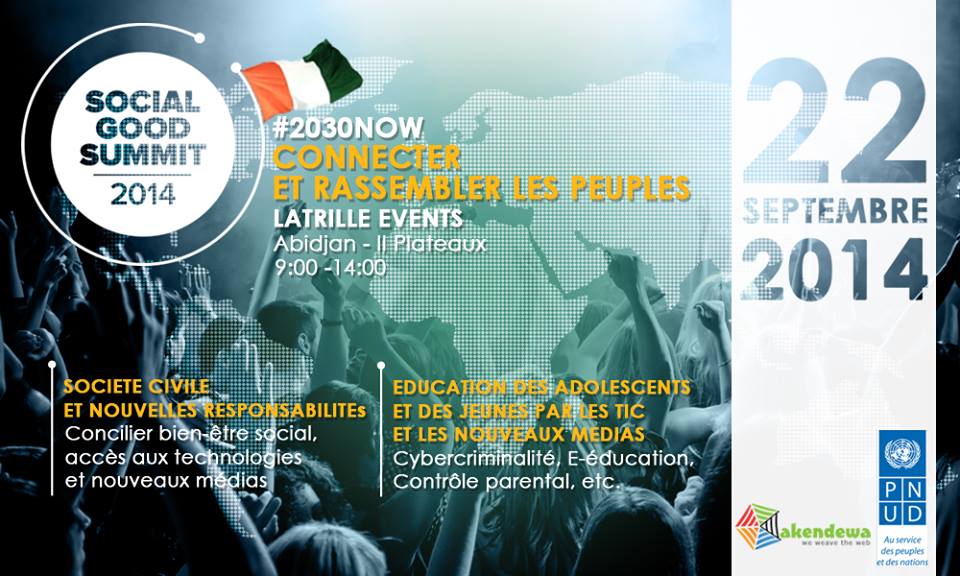 SOCIAL
GOOD
SUMMIT
2014
#2030NOW
CONNECTER
ET RASSEMBLER LES PEUPLES
LATRILLE EVENTS
Abidjan - II Plateaux
9:00 -14:00
22
SEPTEMBRE
2014
SOCIETE CIVILE
ET NOUVELLES RESPONSABILITEs
Concilier bien-être social,
accès aux technologies
et nouveaux médias
EDUCATION DES ADOLESCENTS
ET DES JEUNES PAR LES TIC
ET LES NOUVEAUX MEDIAS
Cybercriminalité, E-éducation,
Contrôle parental, etc.
akendewa
we weave the web
P N
U D
Au service
des peuples
et des nations